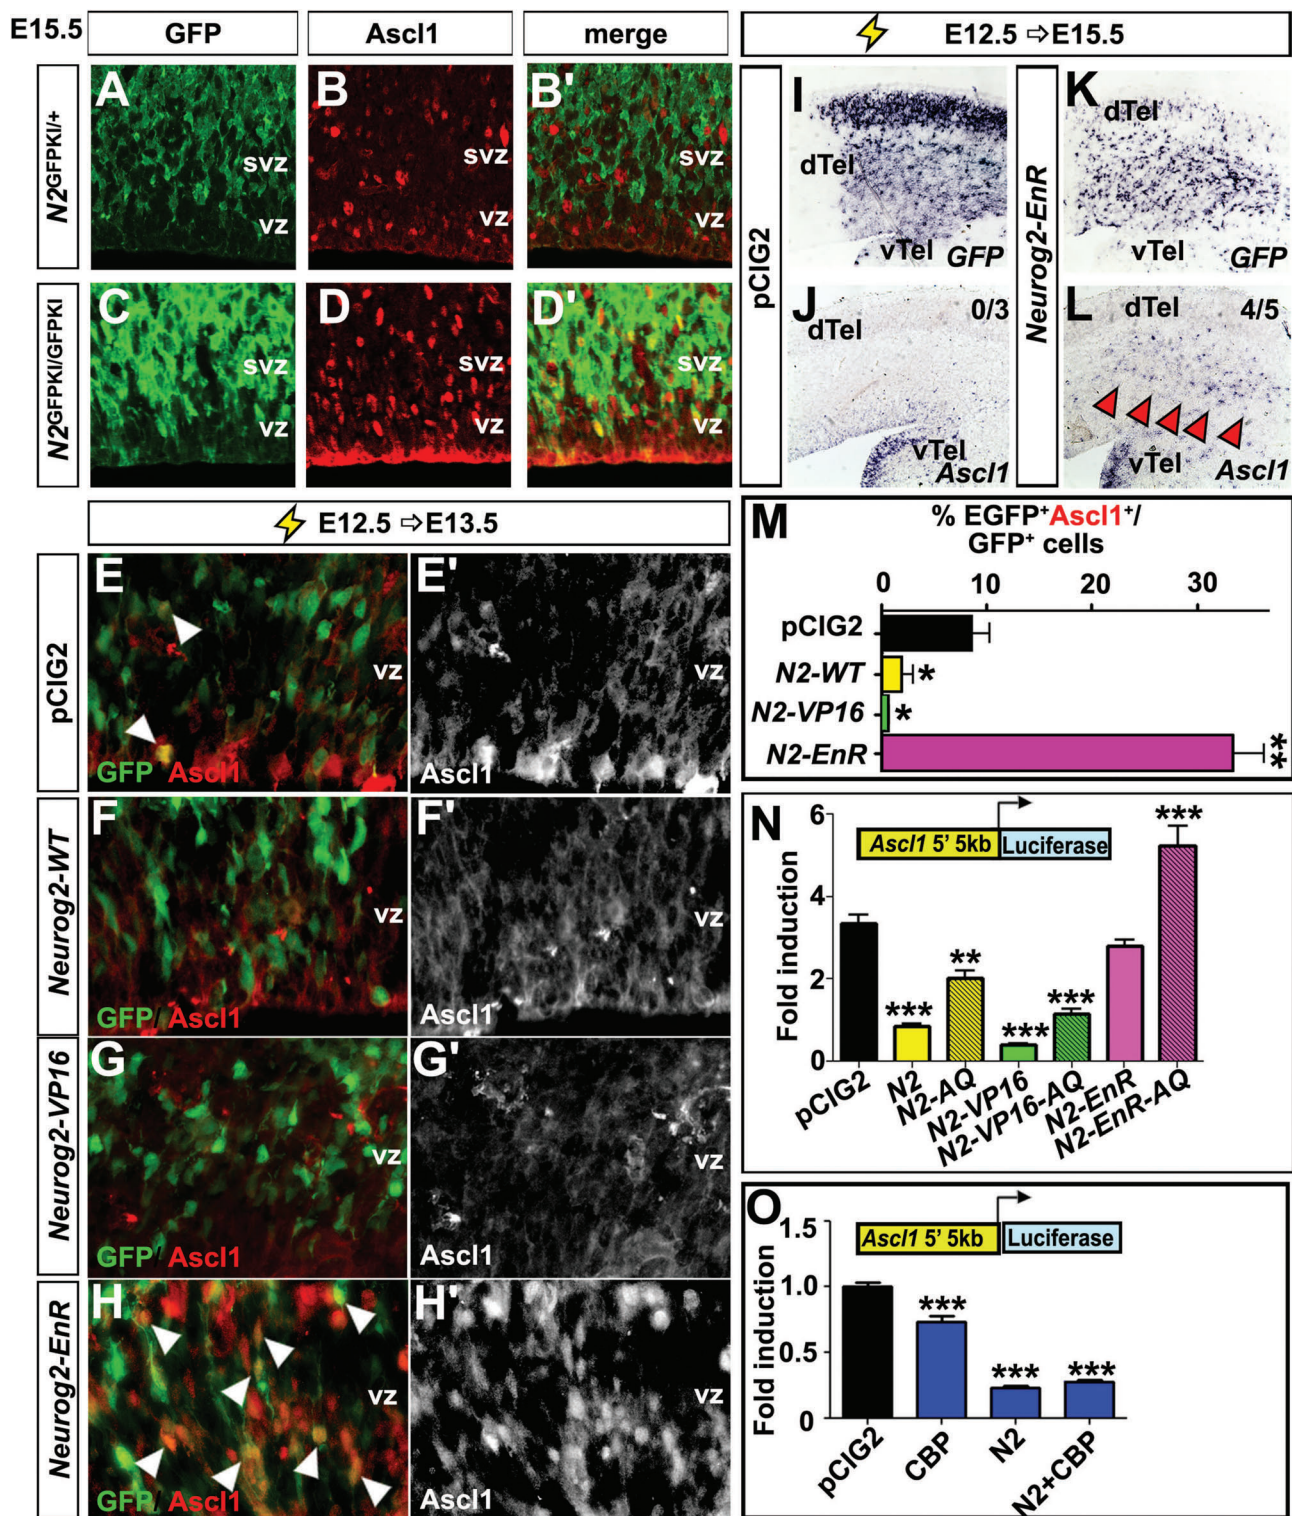 E15.5
GFP
Ascl1
merge
N2GFPKI/+
A
svz
vz
B
svz
vz
B'
svz
vz
N2GFPKI/GFPKI
C
svz
vz
D
svz
vz
D'
svz
vz
E12.5 ⇨E13.5
pCIG2
E
vz
GFP/Ascl1
E'
vz
Ascl1
Neurog2-WT
F
vz
GFP/ Ascl1
F'
vz
Ascl1
Neurog2-VP16
G
vz
GFP/ Ascl1
G'
vz
Ascl1
Neurog2-EnR
H
vz
GFP/ Ascl1
H'
vz
Ascl1
E12.5 ⇨E15.5
pCIG2
I
dTel
vTel
GFP
J
0/3
dTel
vTel
Ascl1
Neurog2-EnR
K
dTel
vTel
GFP
L
dTel
4/5
vTel
Ascl1
M
% EGFP+Ascl1+/
GFP+ cells
0 10 20 30
pCIG2
N2-WT *
N2-VP16 *
N2-EnR **
N
Ascl1 5' 5kb Luciferase
Fold induction
6
4
2
0
*** ** *** *** ***
pCIG2 N2 N2-AQ N2-VP16 N2-VP16-AQ N2-EnR N2-EnR-AQ
O
Ascl1 5' 5kb Luciferase
Fold induction
1.5
1.0
0.5
0
*** *** ***
pCIG2 CBP N2 N2+CBP